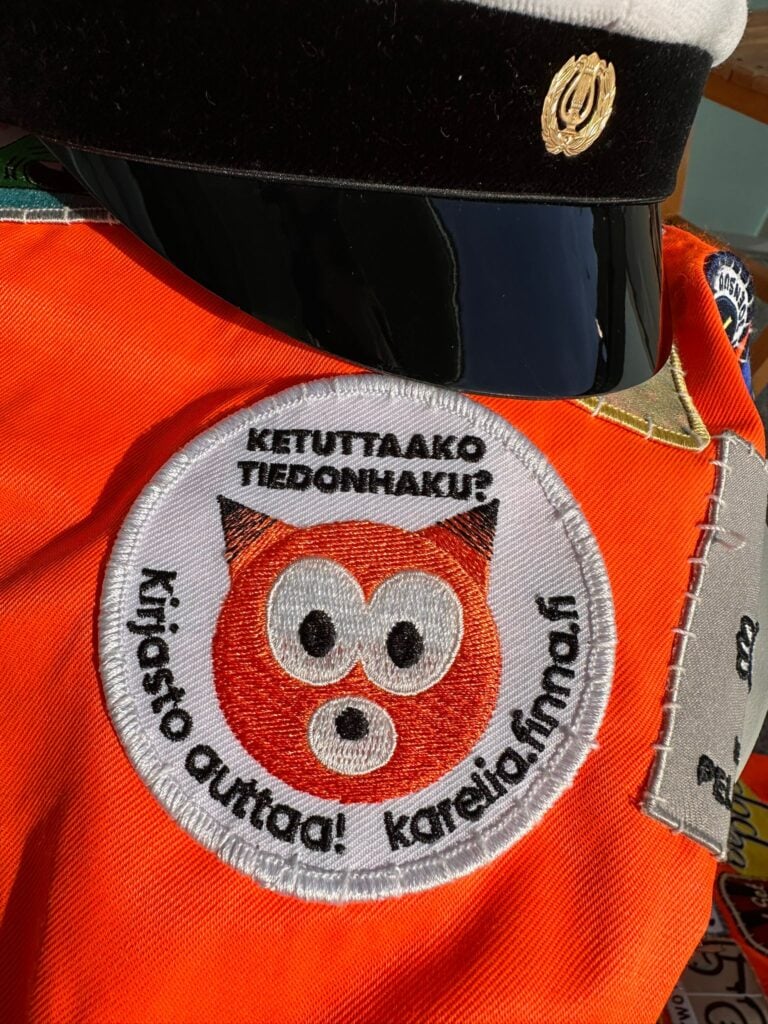 KETUTTAAKO
TIEDONHAKU?
Kirjasto auttaa!
karelia.finna.fi